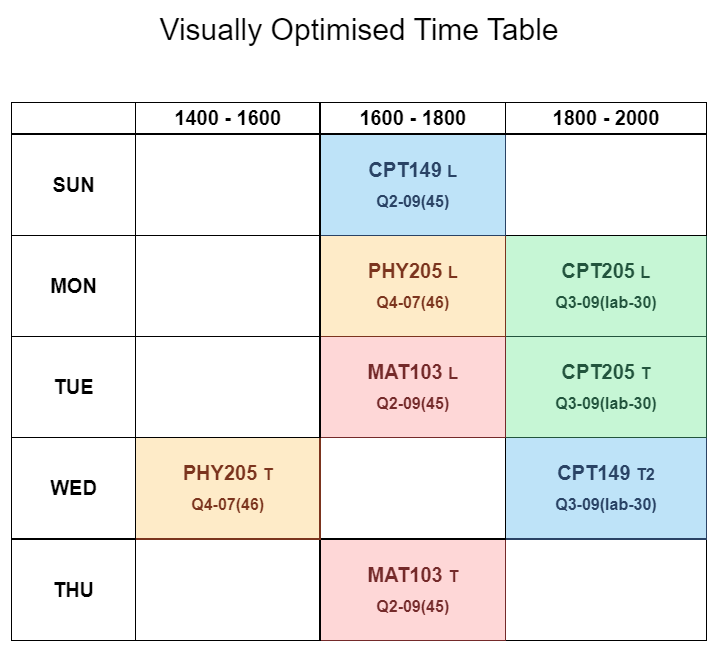 Visually Optimised Time Table
1400 - 1600 1600 - 1800 1800 - 2000
SUN
CPT149 L
Q2-09(45)
MON
PHY205 L
Q4-07(46)
CPT205 L
Q3-09(lab-30)
TUE
MAT103 L
Q2-09(45)
CPT205 T
Q3-09(lab-30)
WED
PHY205 T
Q4-07(46)
CPT149 T2
Q3-09(lab-30)
THU
MAT103 T
Q2-09(45)